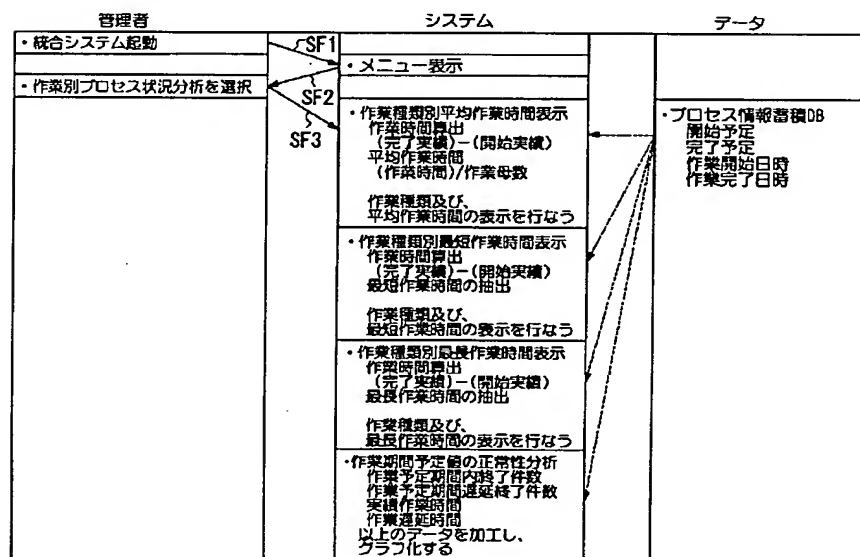 管理者
システム
データ
・統合システム起動
SF1
・メニュー表示
・作業別プロセス状況分析を選択
SF2
SF3
・作業種類別平均作業時間表示
作業時間算出
(完了実績)－(開始実績)
平均作業時間
(作業時間)/作業母数
作業種類及び、
平均作業時間の表示を行なう
・プロセス情報蓄積DB
開始予定
完了予定
作業開始日時
作業完了日時
・作業種類別最短作業時間表示
作業時間算出
(完了実績)－(開始実績)
最短作業時間の抽出
作業種類及び、
最短作業時間の表示を行なう
・作業種類別最長作業時間表示
作業時間算出
(完了実績)－(開始実績)
最長作業時間の抽出
作業種類及び、
最長作業時間の表示を行なう
・作業期間予定値の正常性分析
作業予定期間内終了件数
作業予定期間遅延終了件数
実績作業時間
作業遅延時間
以上のデータを加工し、
グラフ化する